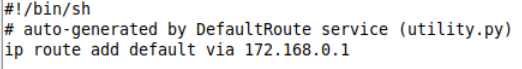 #!/bin/sh
# auto-generated by DefaultRoute service (utility.py)
ip route add default via 172.168.0.1